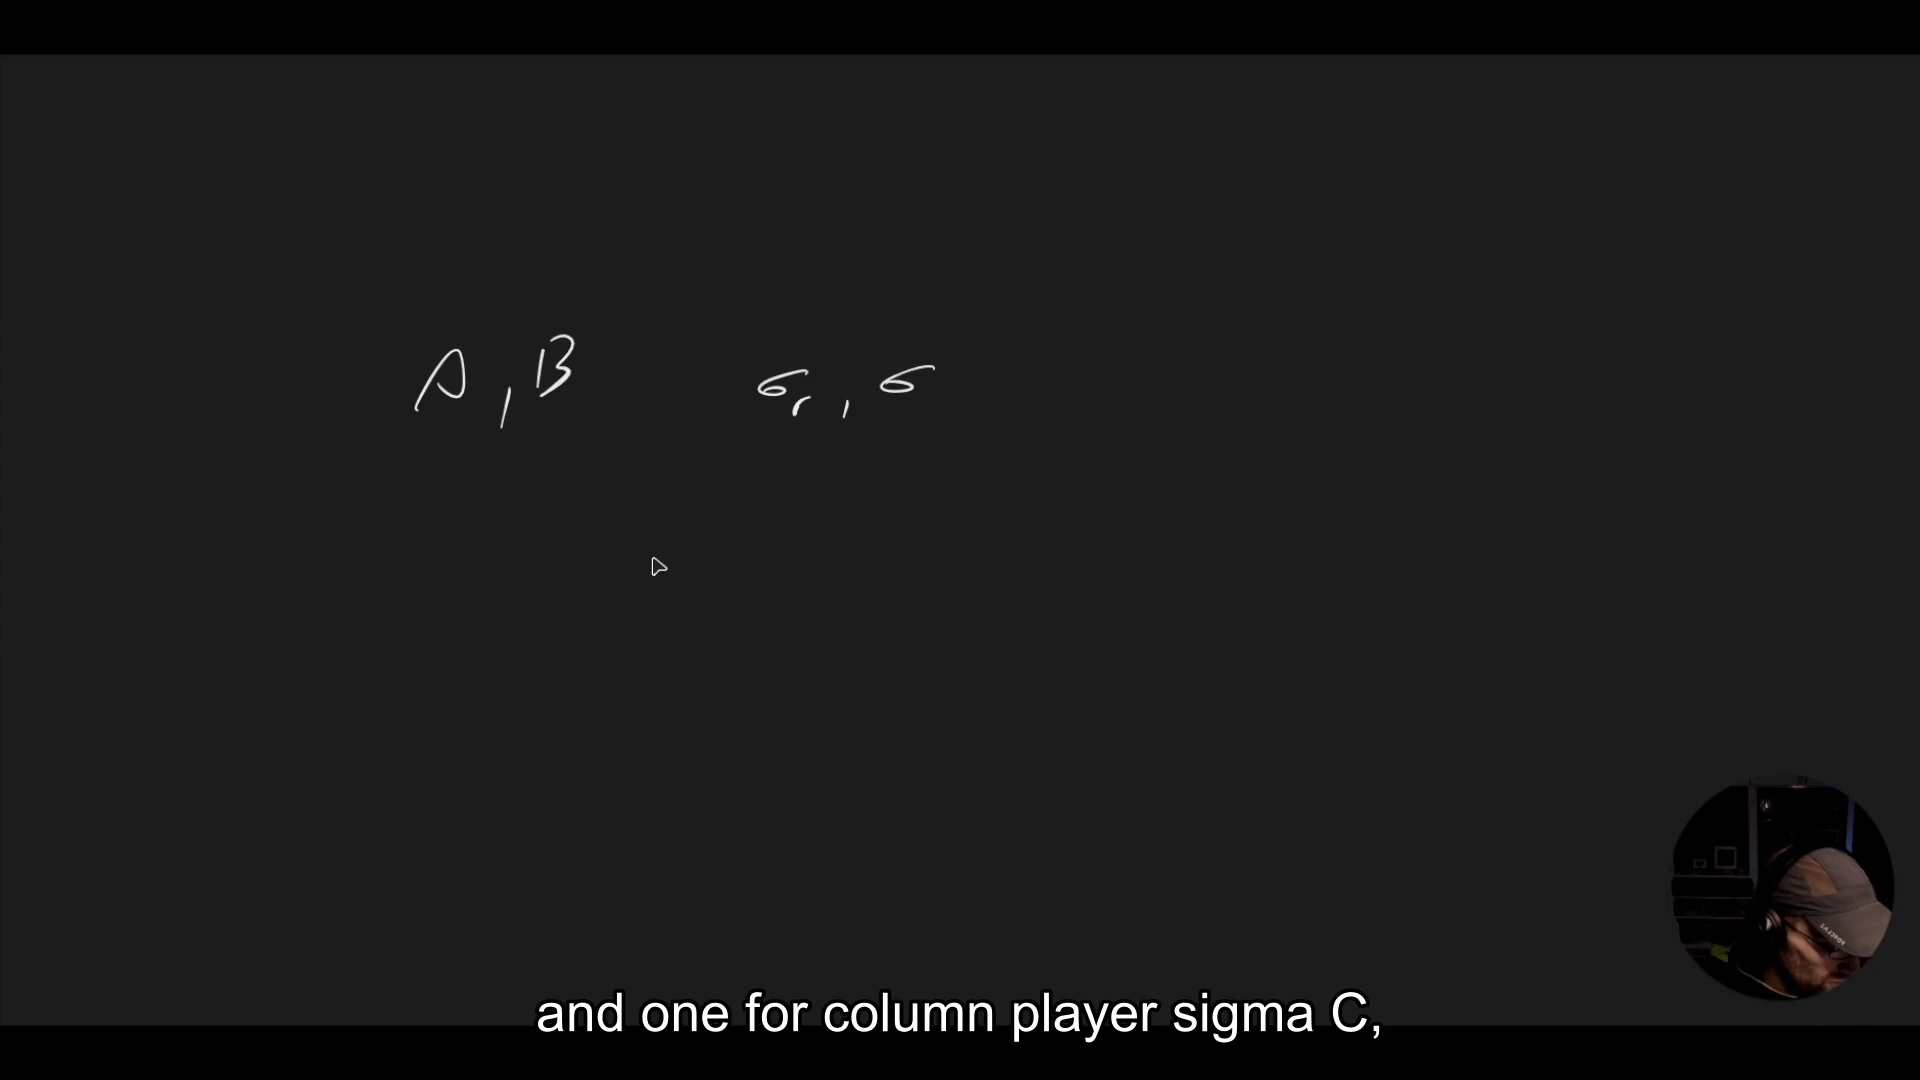 A, B σr, σ
and one for column player sigma C,